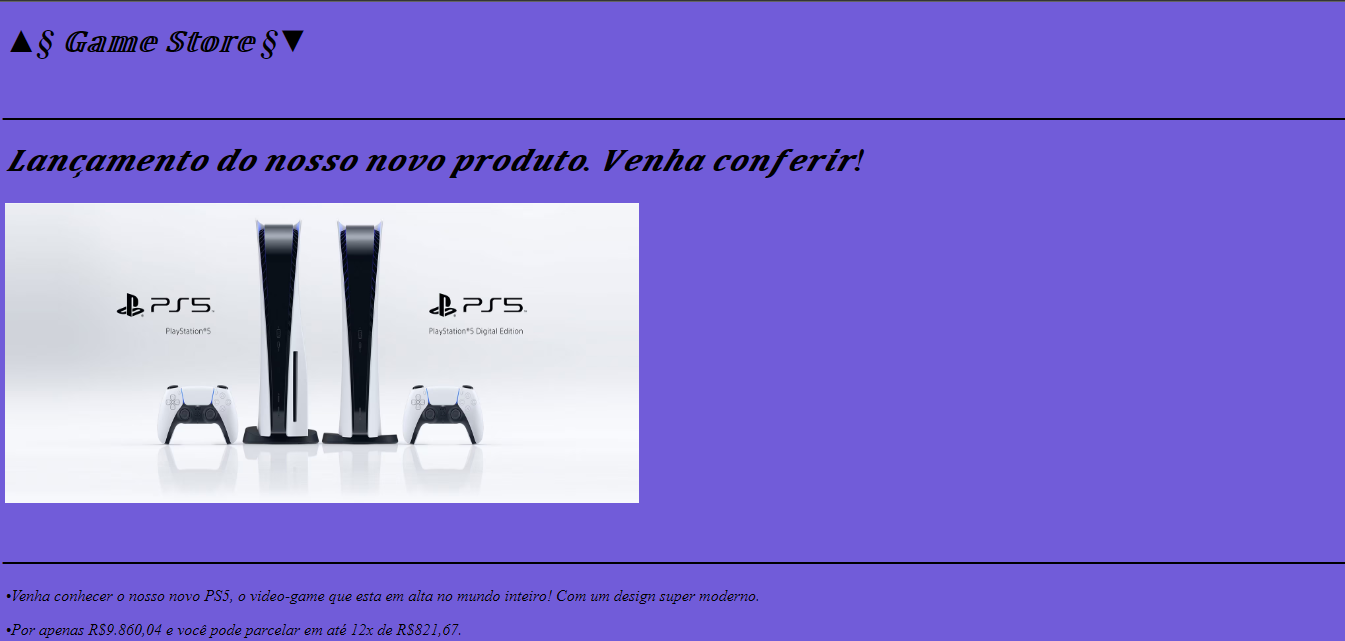 ▲§ Game Store §▼
Lançamento do nosso novo produto. Venha conferir!
PS5
PS5
PlayStation®5
PlayStation®5 Digital Edition
•Venha conhecer o nosso novo PS5, o video-game que esta em alta no mundo inteiro! Com um design super moderno.
•Por apenas R$9.860,04 e você pode parcelar em até 12x de R$821,67.